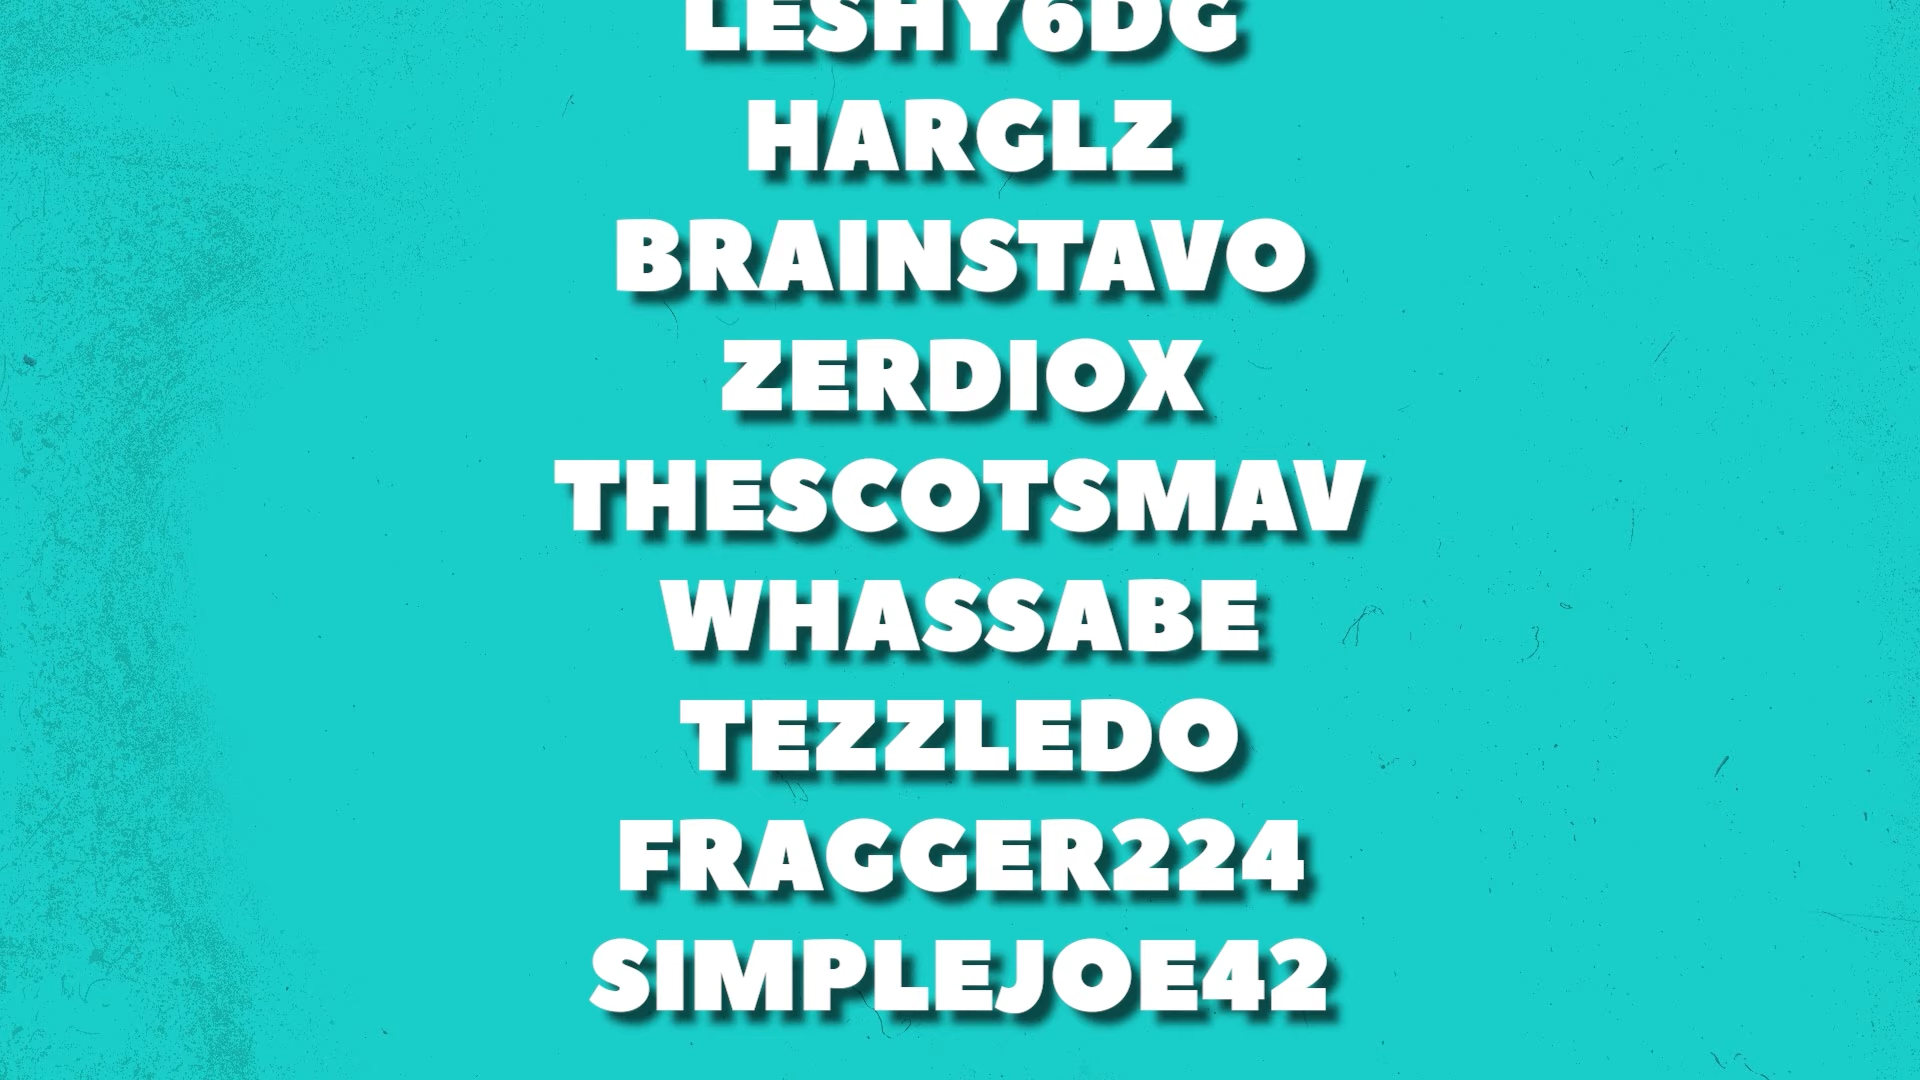 LESHY6DG
HARGLZ
BRAINSTAVO
ZERDIOX
THESCOTSMAV
WHASSABE
TEZZLEDO
FRAGGER224
SIMPLEJOE42